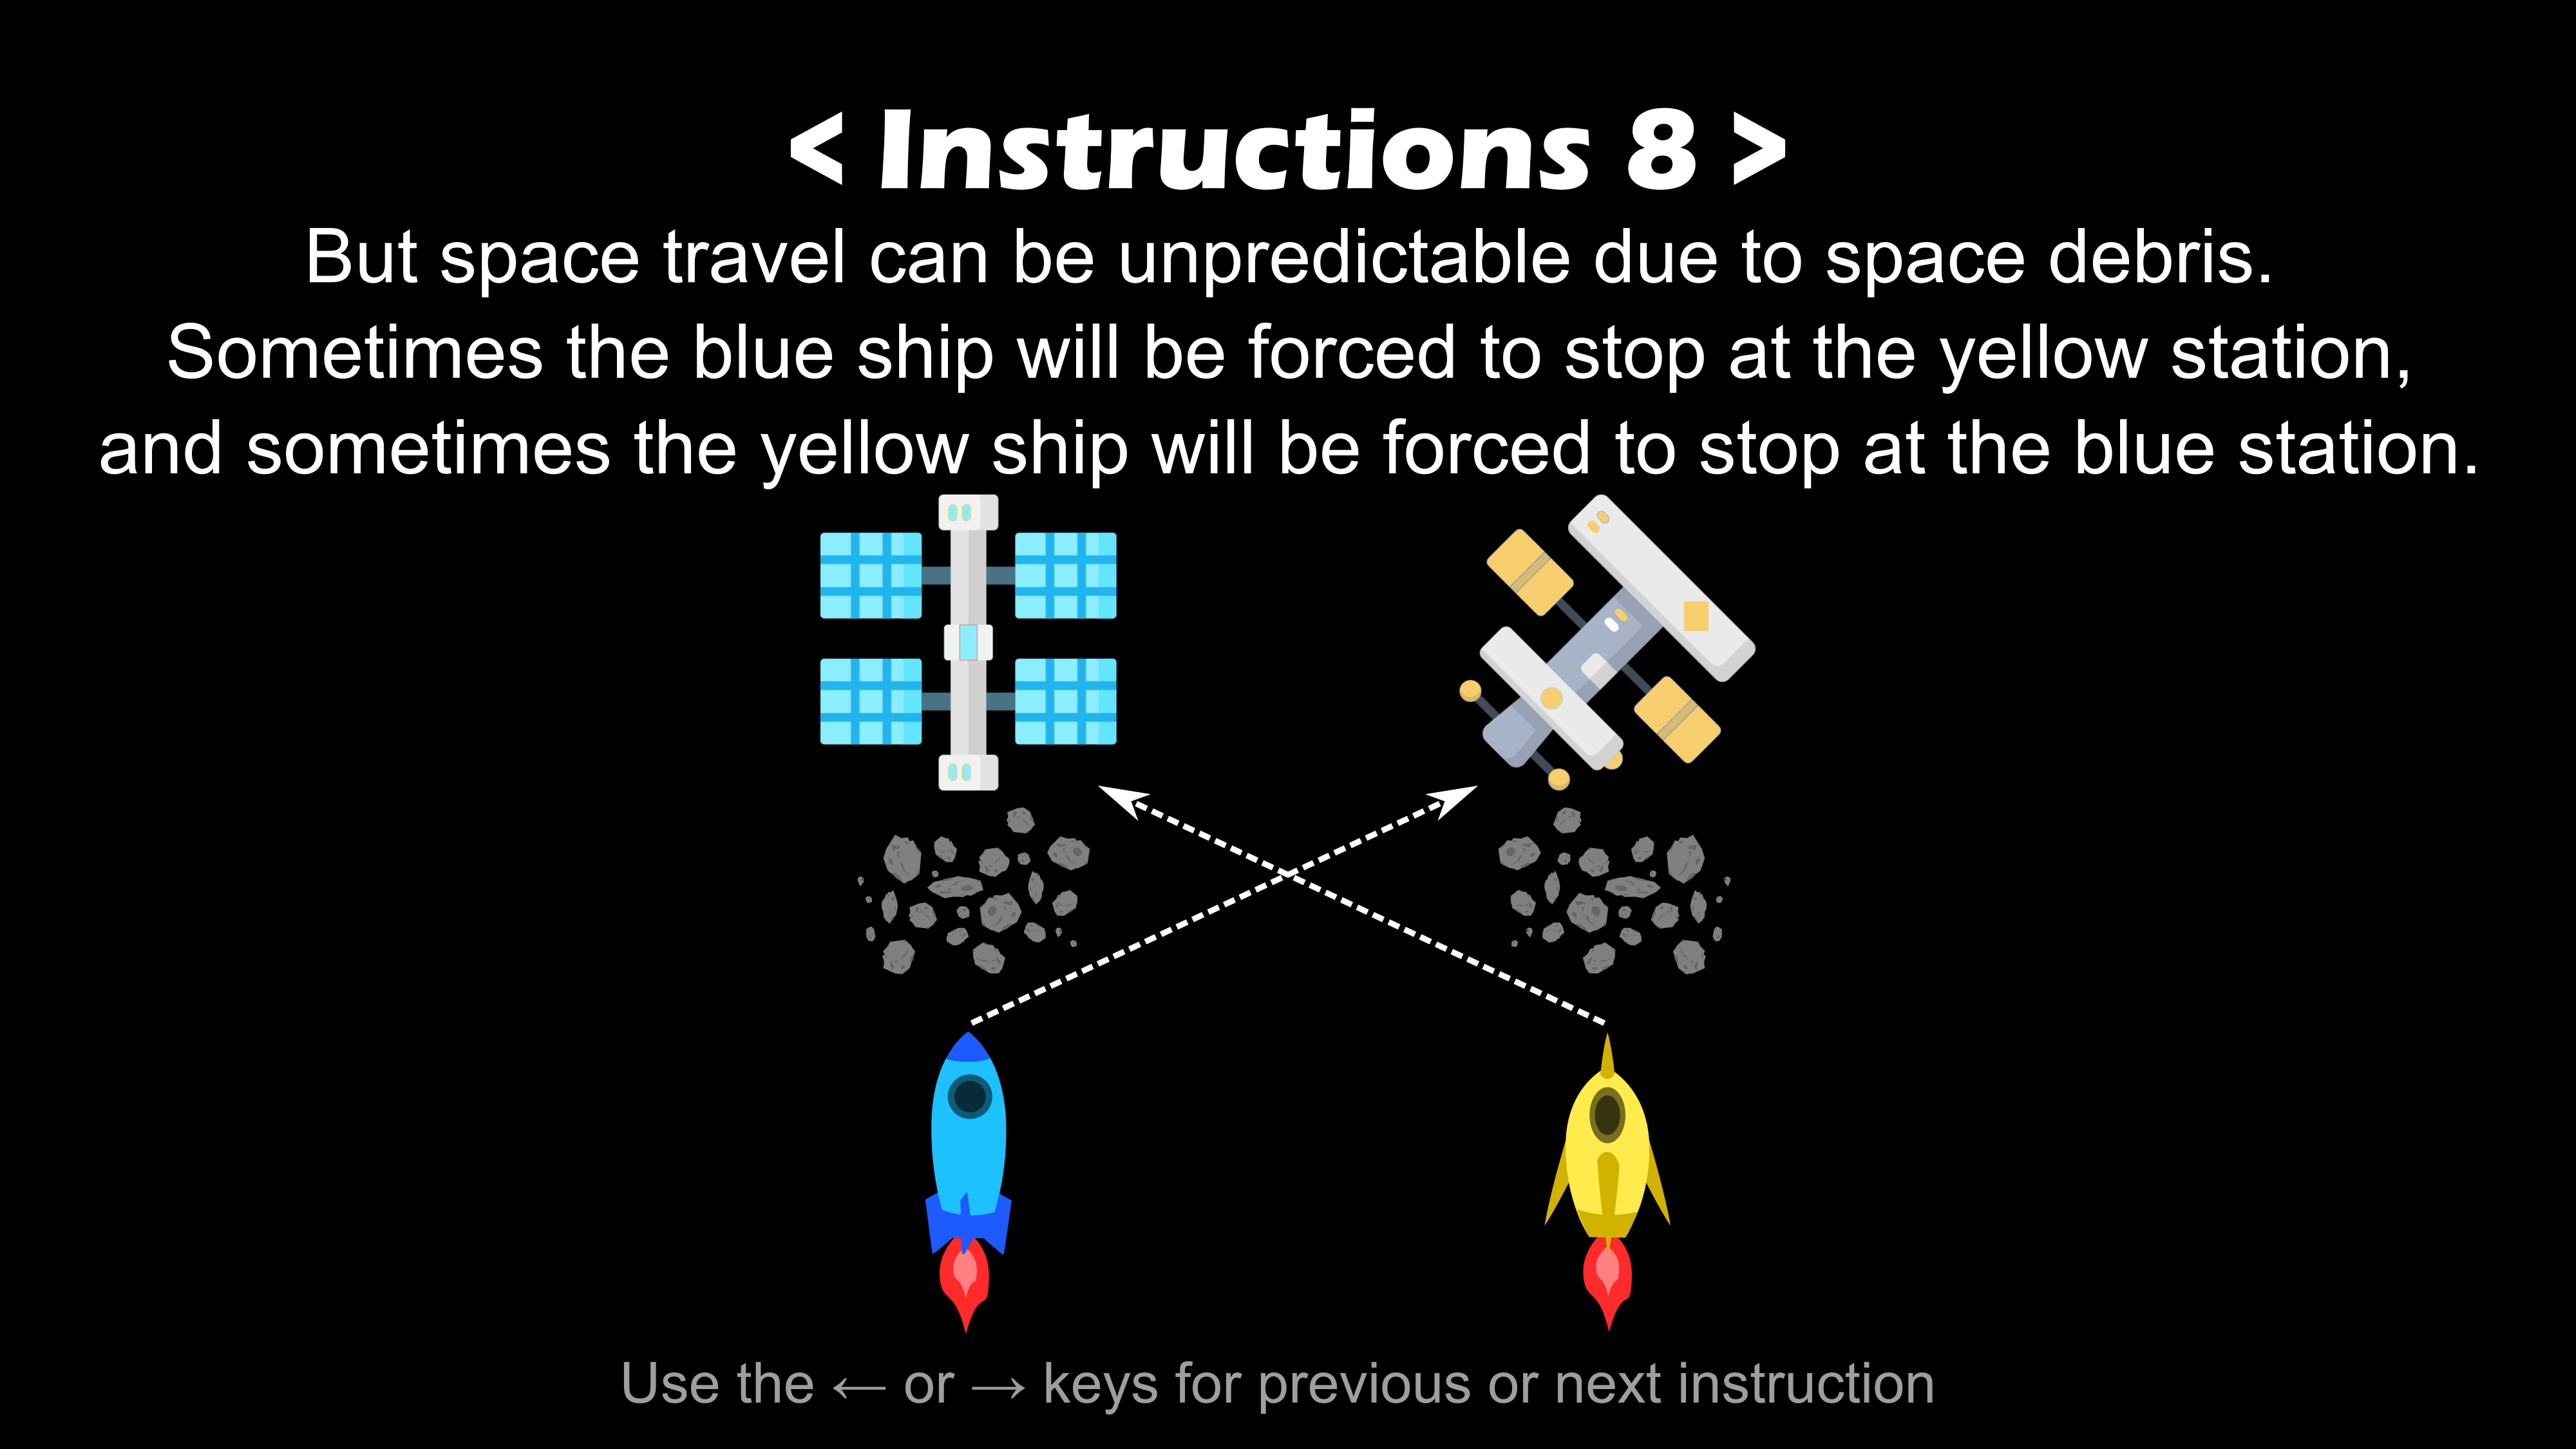 < Instructions 8 >
But space travel can be unpredictable due to space debris.
Sometimes the blue ship will be forced to stop at the yellow station,
and sometimes the yellow ship will be forced to stop at the blue station.
Use the ← or → keys for previous or next instruction